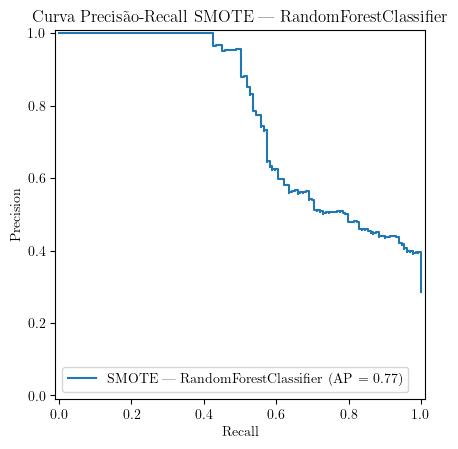 Curva Precisão-Recall SMOTE — RandomForestClassifier
1.0
0.8
0.6
0.4
0.2
0.0
Precision
SMOTE — RandomForestClassifier (AP = 0.77)
0.0 0.2 0.4 0.6 0.8 1.0
Recall